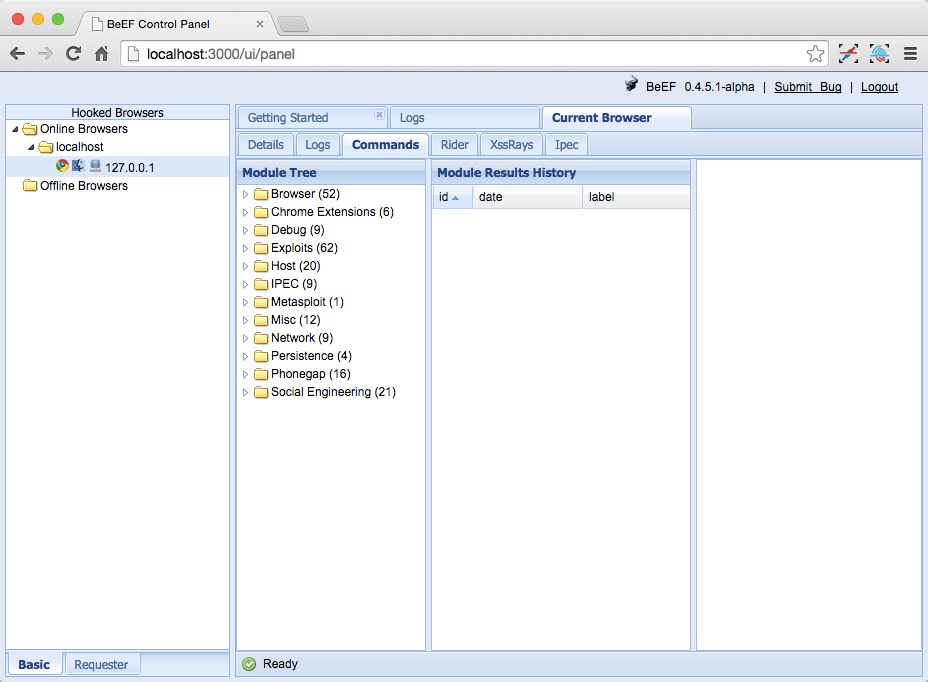 BeEF Control Panel
localhost:3000/ui/panel
BeEF 0.4.5.1-alpha | Submit Bug | Logout
Hooked Browsers
Online Browsers
localhost
127.0.0.1
Offline Browsers
Basic
Requester
Getting Started
Logs
Current Browser
Details
Logs
Commands
Rider
XssRays
Ipec
Module Tree
Browser (52)
Chrome Extensions (6)
Debug (9)
Exploits (62)
Host (20)
IPEC (9)
Metasploit (1)
Misc (12)
Network (9)
Persistence (4)
Phonegap (16)
Social Engineering (21)
Module Results History
id
date
label
Ready